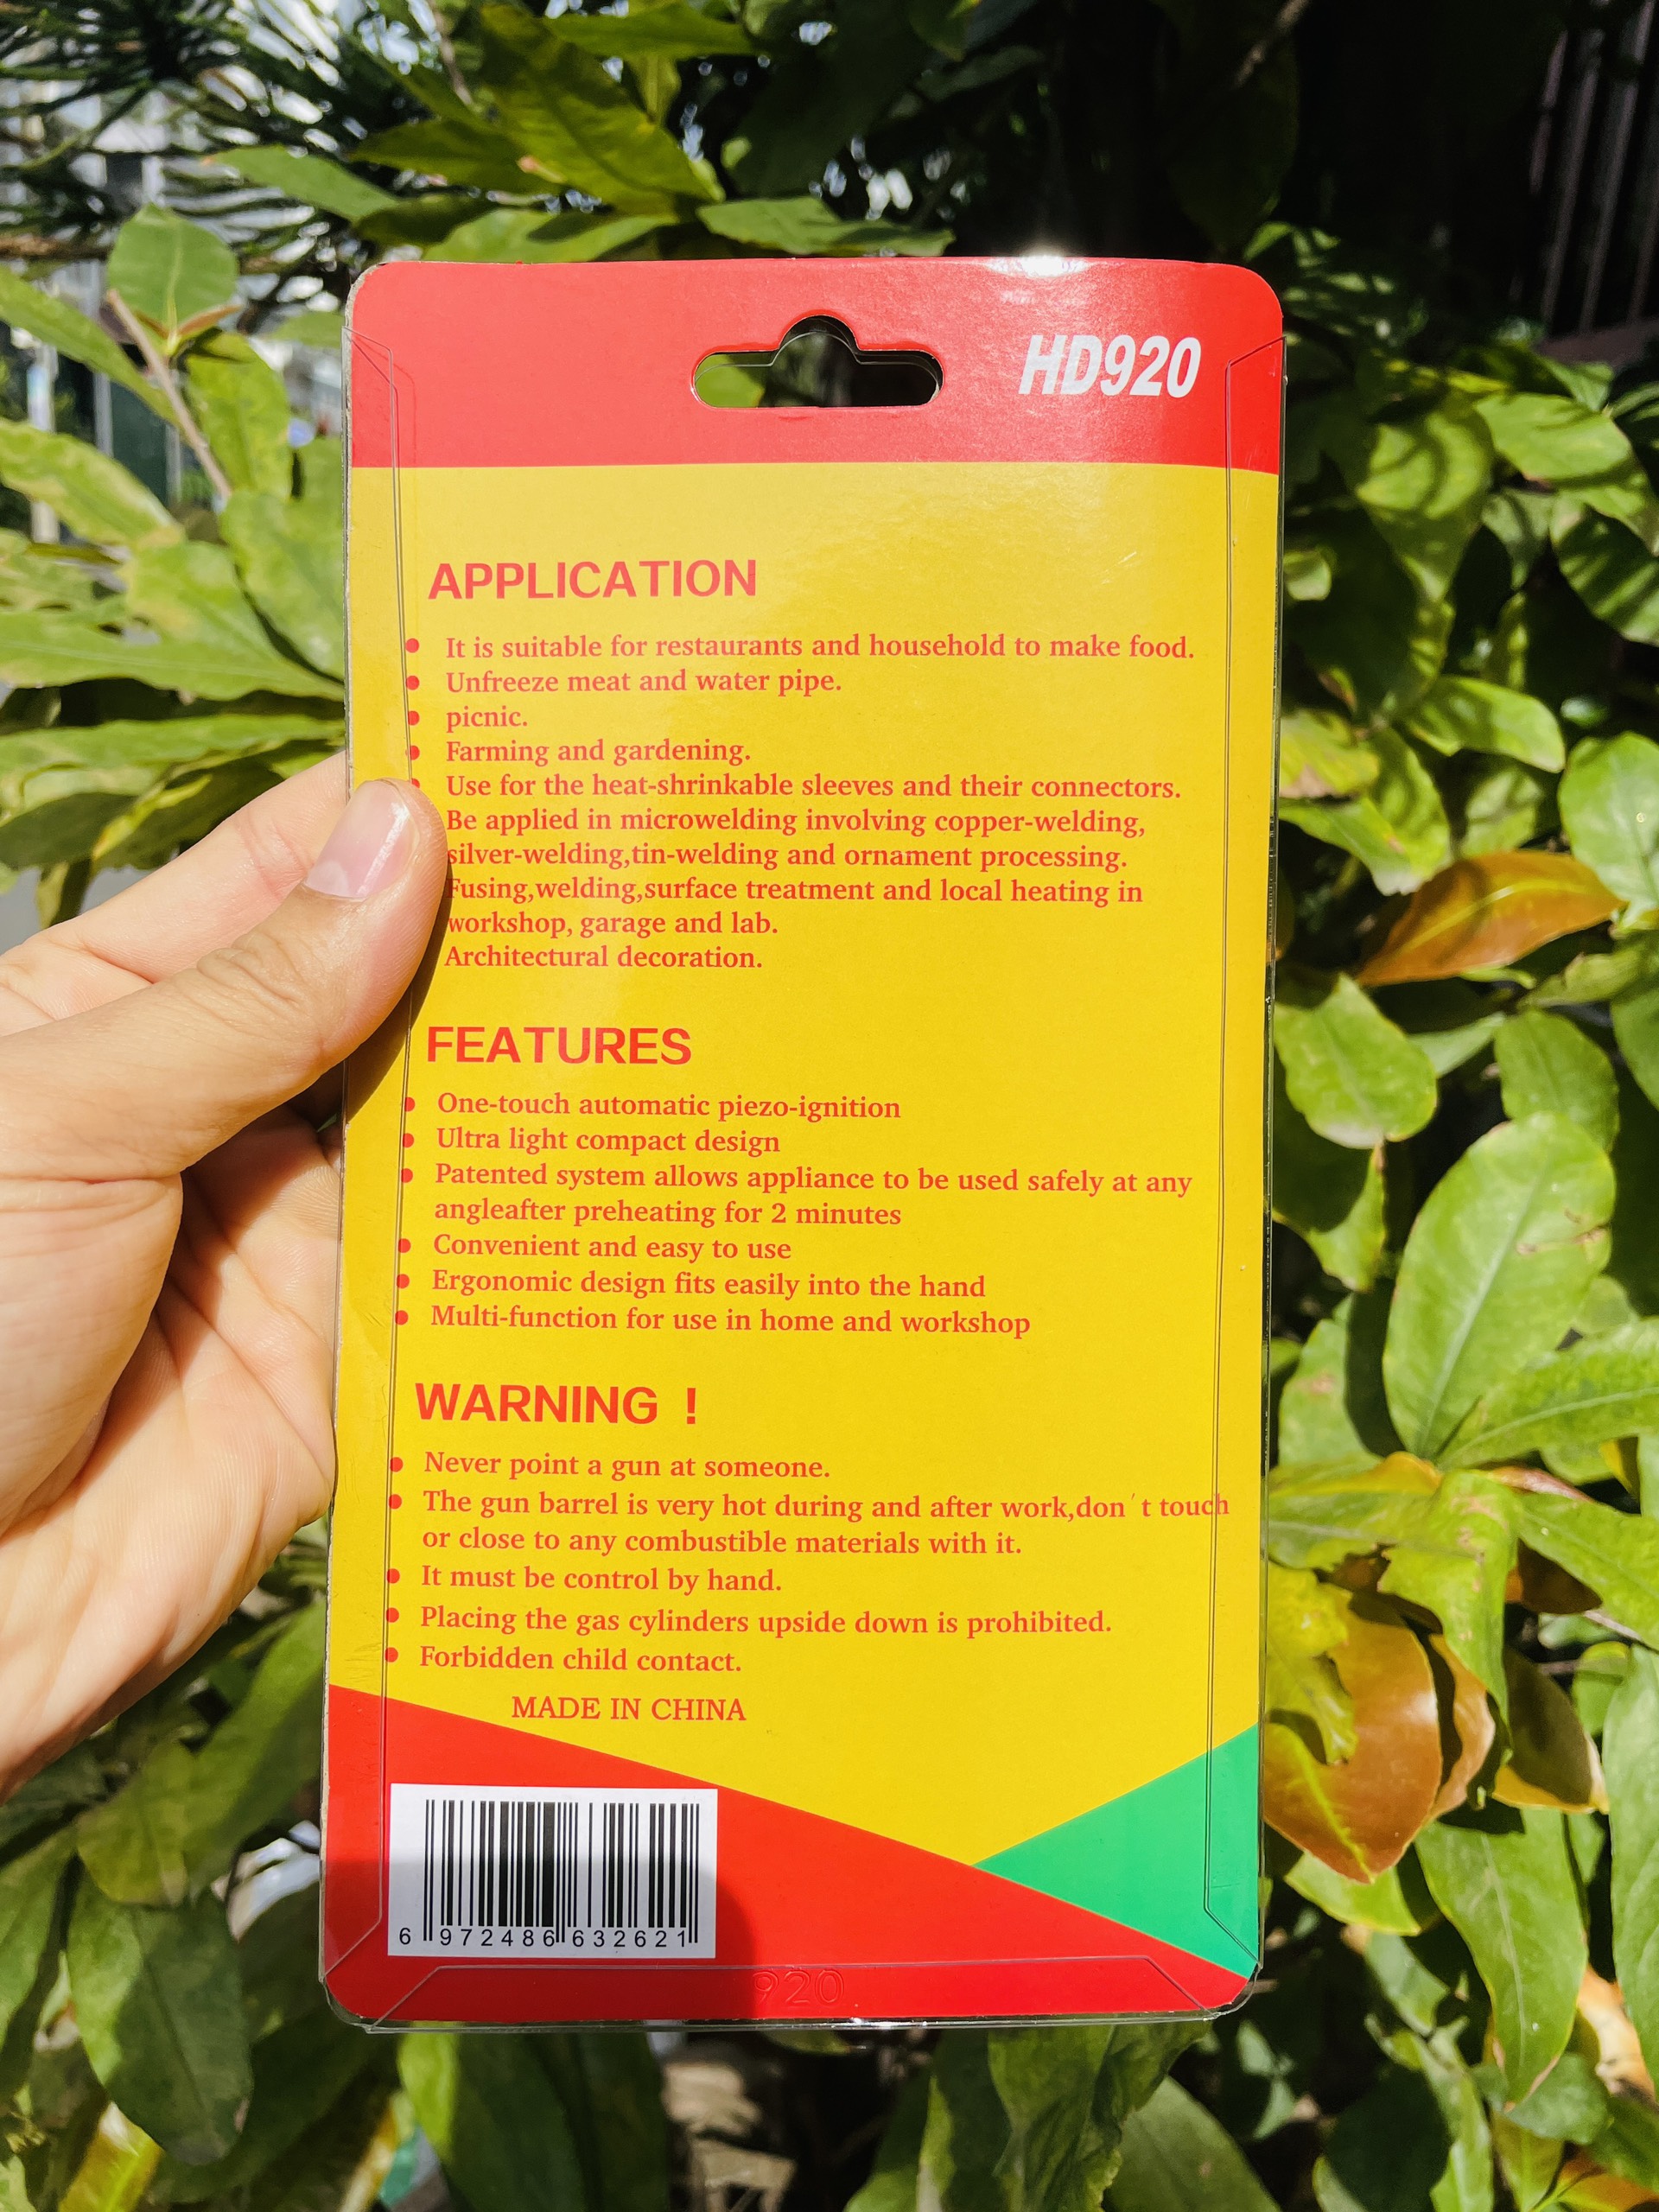 HD920
APPLICATION
• It is suitable for restaurants and household to make food.
• Unfreeze meat and water pipe.
• picnic.
• Farming and gardening.
• Use for the heat-shrinkable sleeves and their connectors.
Be applied in microwelding involving copper-welding,
silver-welding,tin-welding and ornament processing.
Fusing,welding,surface treatment and local heating in
workshop, garage and lab.
Architectural decoration.
FEATURES
• One-touch automatic piezo-ignition
• Ultra light compact design
• Patented system allows appliance to be used safely at any
angleafter preheating for 2 minutes
• Convenient and easy to use
• Ergonomic design fits easily into the hand
• Multi-function for use in home and workshop
WARNING !
• Never point a gun at someone.
• The gun barrel is very hot during and after work,don't touch
or close to any combustible materials with it.
• It must be control by hand.
• Placing the gas cylinders upside down is prohibited.
• Forbidden child contact.
MADE IN CHINA
6 972486 632621
920